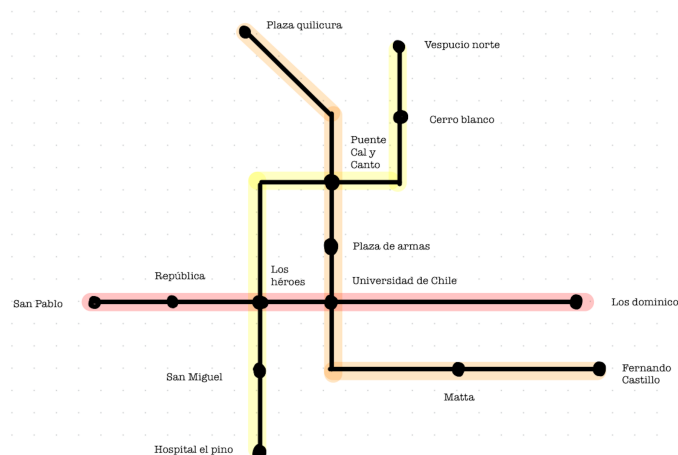 Plaza quilicura
Vespucio norte
Cerro blanco
Puente
Cal y
Canto
Plaza de armas
República
Los
héroes
Universidad de Chile
San Pablo
Los dominico
San Miguel
Fernando
Castillo
Matta
Hospital el pino